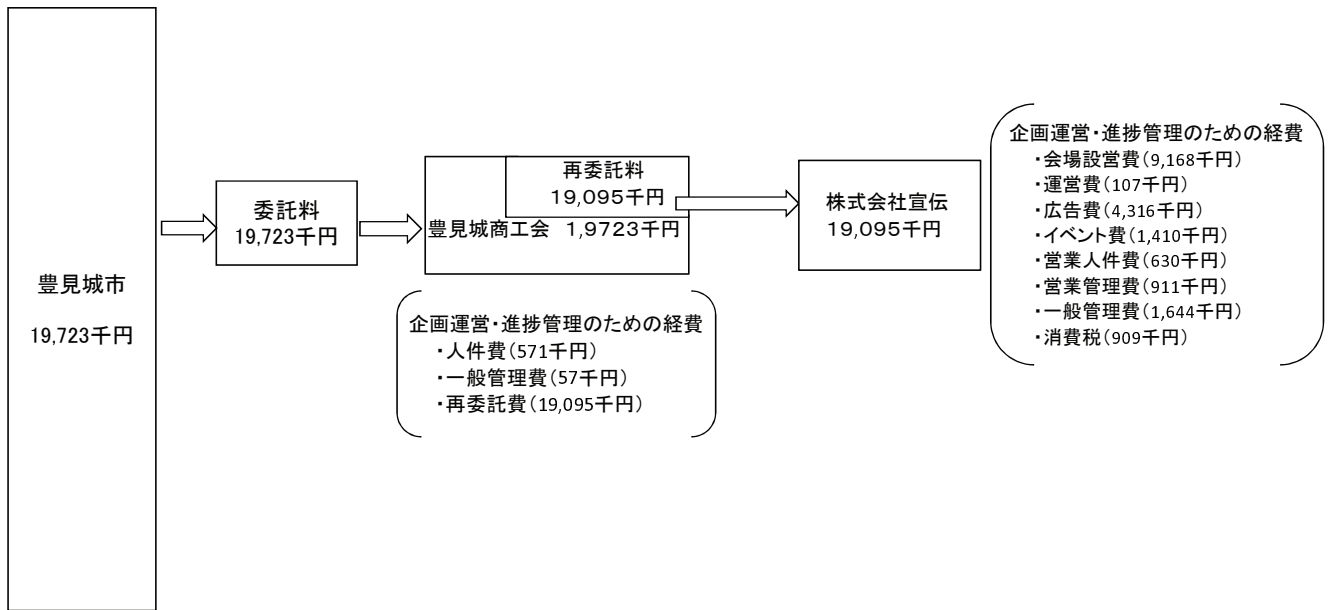 豊見城市
19,723千円
委託料
19,723千円
再委託料
19,095千円
豊見城商工会 1,9723千円
企画運営・進捗管理のための経費
・人件費(571千円)
・一般管理費(57千円)
・再委託費(19,095千円)
株式会社宣伝
19,095千円
企画運営・進捗管理のための経費
・会場設営費(9,168千円)
・運営費(107千円)
・広告費(4,316千円)
・イベント費(1,410千円)
・営業人件費(630千円)
・営業管理費(911千円)
・一般管理費(1,644千円)
・消費税(909千円)